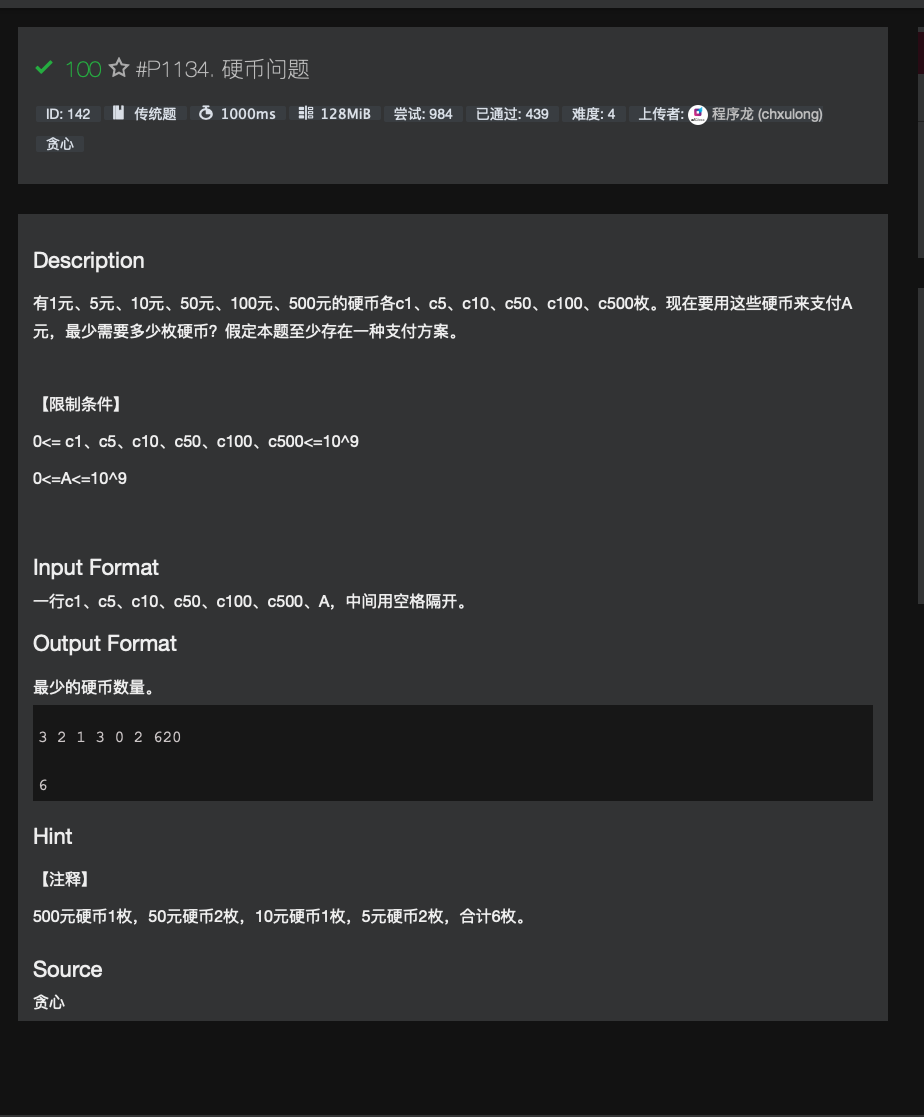 100 #P1134. 硬币问题
ID: 142 传统题 1000ms 128MiB 尝试: 984 已通过: 439 难度: 4 上传者: 程序龙 (chxulong)
贪心
Description
有1元、5元、10元、50元、100元、500元的硬币各c1、c5、c10、c50、c100、c500枚。现在要用这些硬币来支付A
元，最少需要多少枚硬币？假定本题至少存在一种支付方案。
【限制条件】
0<= c1、c5、c10、c50、c100、c500<=10^9
0<=A<=10^9
Input Format
一行c1、c5、c10、c50、c100、c500、A，中间用空格隔开。
Output Format
最少的硬币数量。
3 2 1 3 0 2 620
6
Hint
【注释】
500元硬币1枚，50元硬币2枚，10元硬币1枚，5元硬币2枚，合计6枚。
Source
贪心